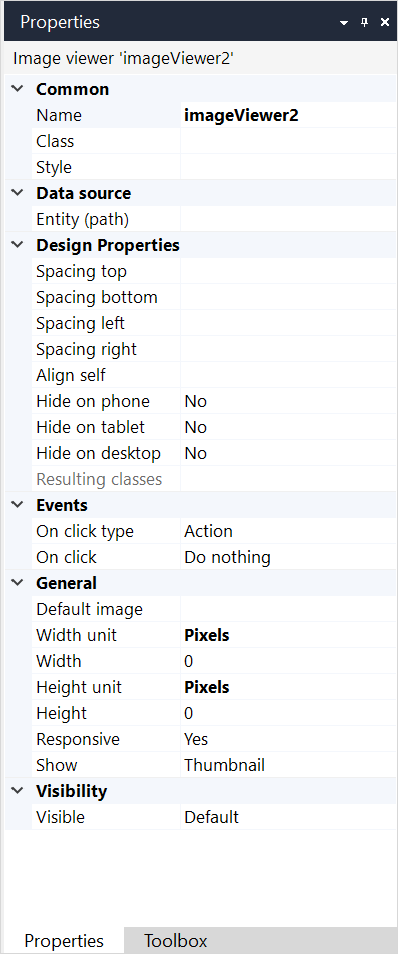 Properties
Image viewer 'imageViewer2'
Common
Name imageViewer2
Class
Style
Data source
Entity (path)
Design Properties
Spacing top
Spacing bottom
Spacing left
Spacing right
Align self
Hide on phone No
Hide on tablet No
Hide on desktop No
Resulting classes
Events
On click type Action
On click Do nothing
General
Default image
Width unit Pixels
Width 0
Height unit Pixels
Height 0
Responsive Yes
Show Thumbnail
Visibility
Visible Default
Properties Toolbox